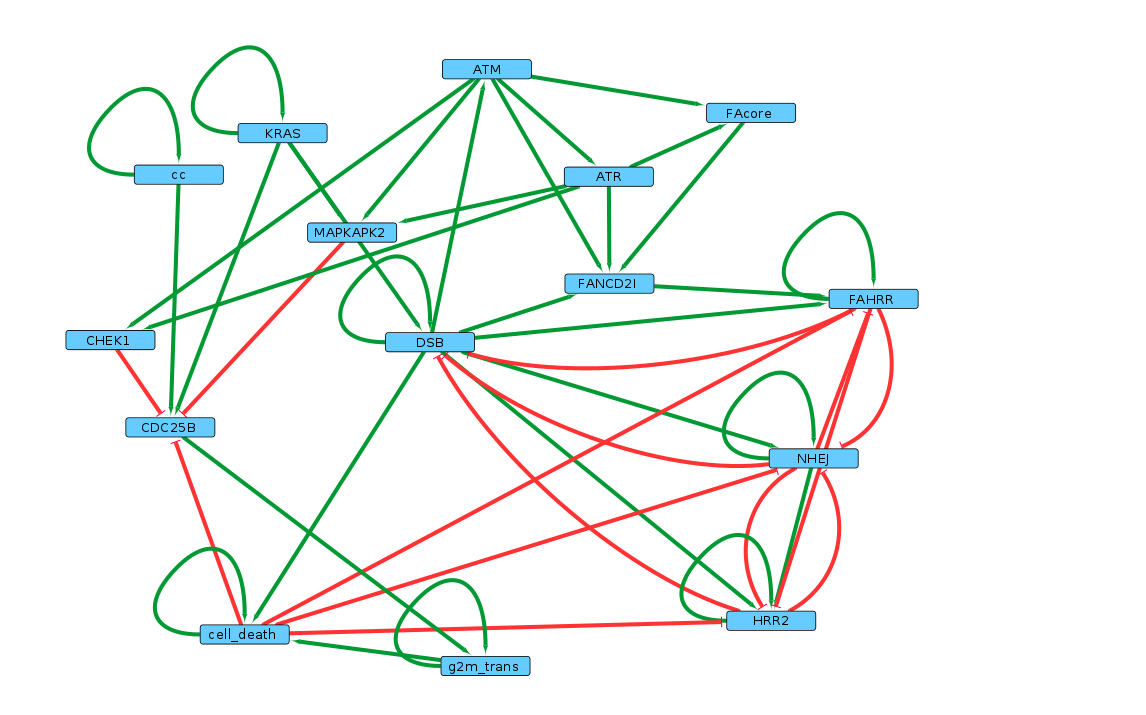 ATM
FAcore
KRAS
cc
ATR
MAPKAPK2
FANCD2I
FAHRR
CHEK1
DSB
CDC25B
NHEJ
HRR2
cell_death
g2m_trans